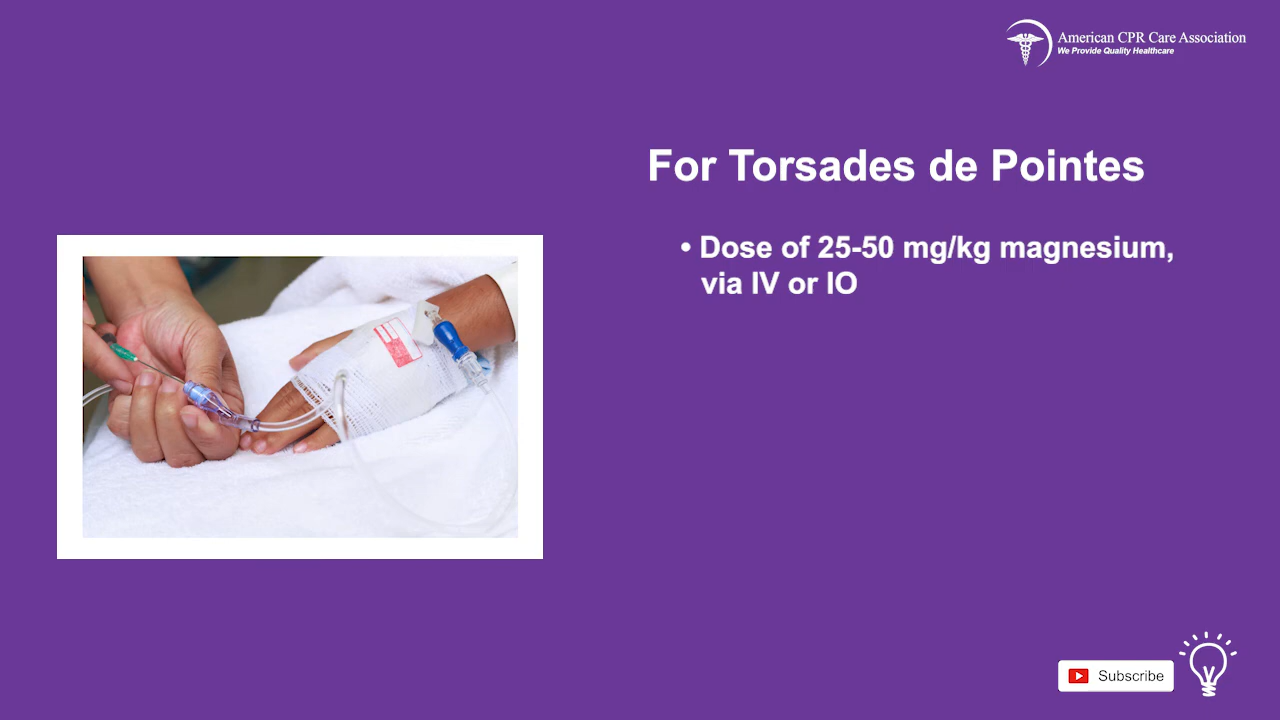 American CPR Care Association
We Provide Quality Healthcare
For Torsades de Pointes
• Dose of 25-50 mg/kg magnesium,
via IV or IO
Subscribe